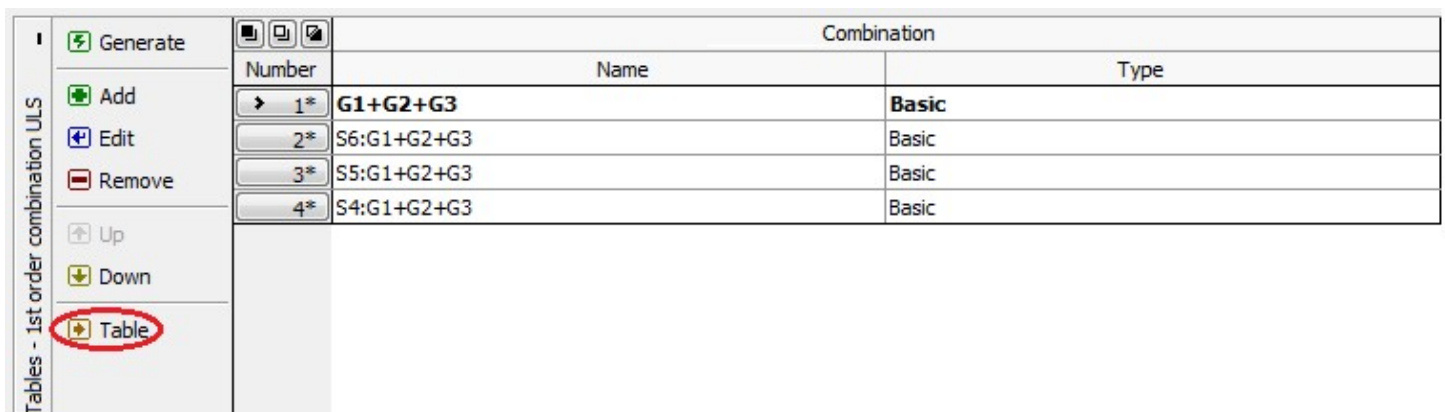 Tables - 1st order combination ULS
Generate
Add
Edit
Remove
Up
Down
Table
Combination
Number Name Type
1* G1+G2+G3 Basic
2* S6:G1+G2+G3 Basic
3* S5:G1+G2+G3 Basic
4* S4:G1+G2+G3 Basic